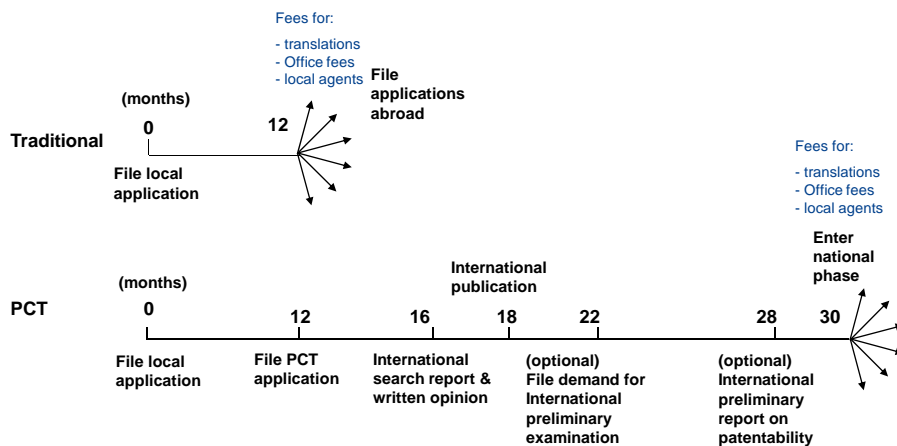 Fees for:
- translations
- Office fees
- local agents
File
applications
abroad
(months)
0
12
Traditional
File local
application
Fees for:
- translations
- Office fees
- local agents
Enter
national
phase
International
publication
(months)
PCT
0
12
16
18
22
28
30
File local
application
File PCT
application
International
search report &
written opinion
(optional)
File demand for
International
preliminary
examination
(optional)
International
preliminary
report on
patentability